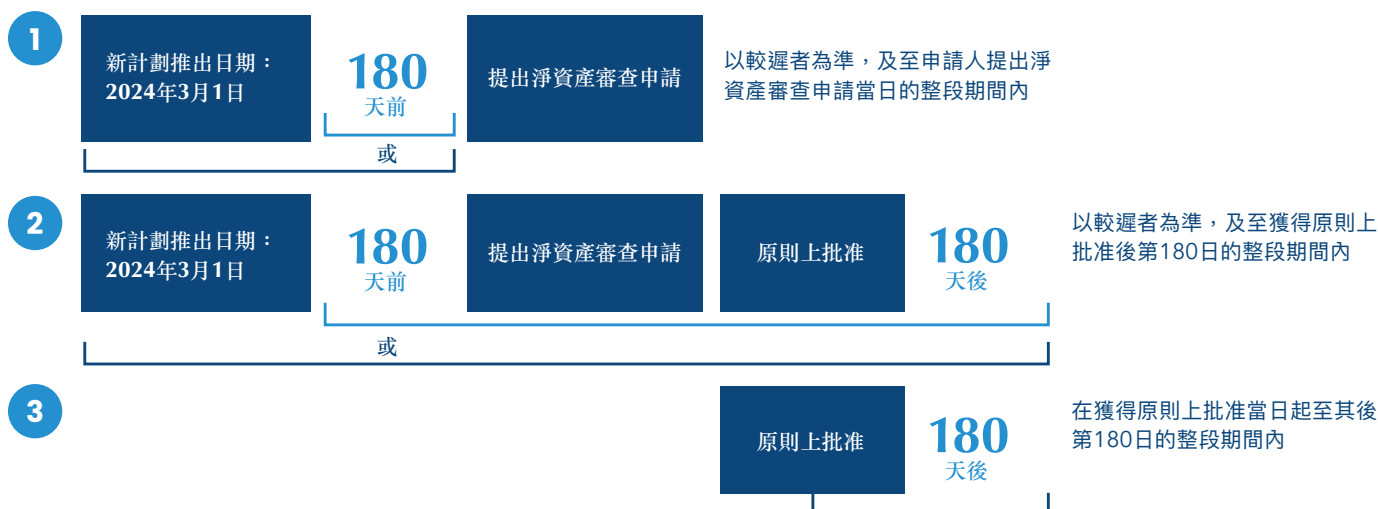 1
新計劃推出日期：
2024年3月1日
180
天前
提出淨資產審查申請
以較遲者為準，及至申請人提出淨
資產審查申請當日的整段期間內
或
2
新計劃推出日期：
2024年3月1日
180
天前
提出淨資產審查申請
原則上批准
180
天後
以較遲者為準，及至獲得原則上
批准後第180日的整段期間內
或
3
原則上批准
180
天後
在獲得原則上批准當日起至其後
第180日的整段期間內